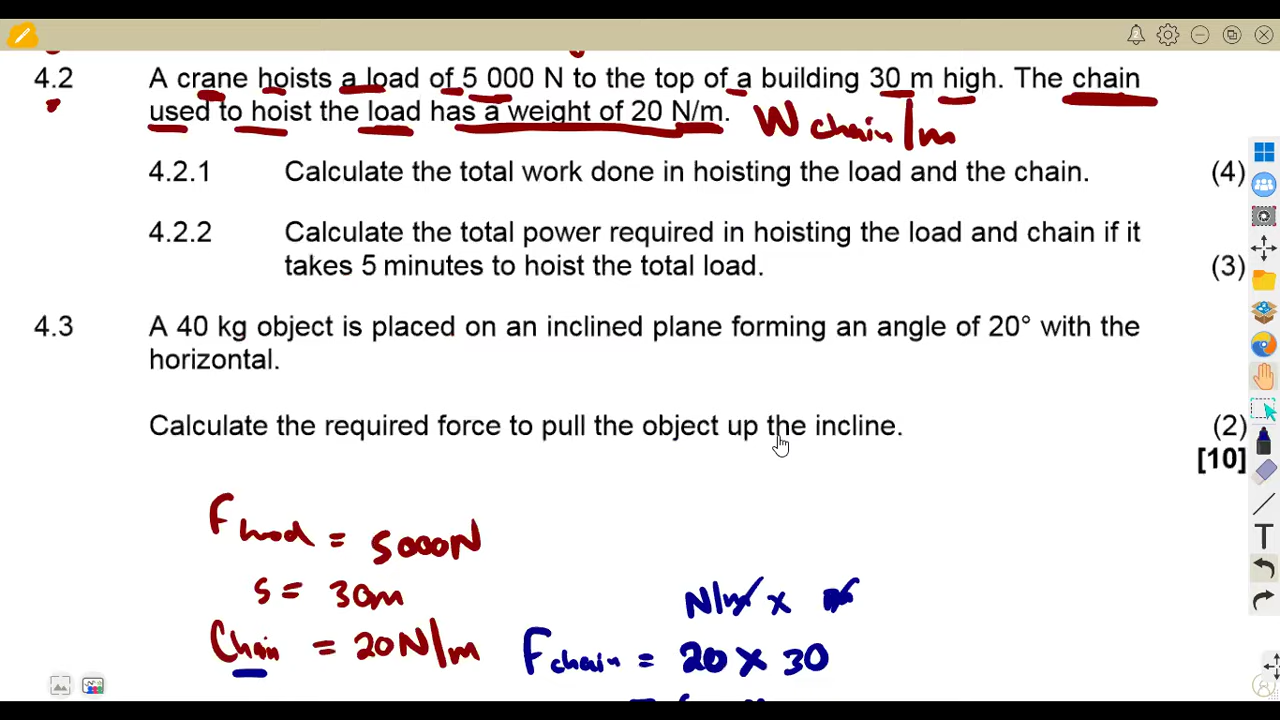 4.2 A crane hoists a load of 5 000 N to the top of a building 30 m high. The chain
used to hoist the load has a weight of 20 N/m. W chain/m
4.2.1 Calculate the total work done in hoisting the load and the chain. (4)
4.2.2 Calculate the total power required in hoisting the load and chain if it
takes 5 minutes to hoist the total load. (3)
4.3 A 40 kg object is placed on an inclined plane forming an angle of 20° with the
horizontal.
Calculate the required force to pull the object up the incline. (2)
[10]
F load = 5000N
s = 30m
N/m x m
Chain = 20N/m
F chain = 20 x 30
T